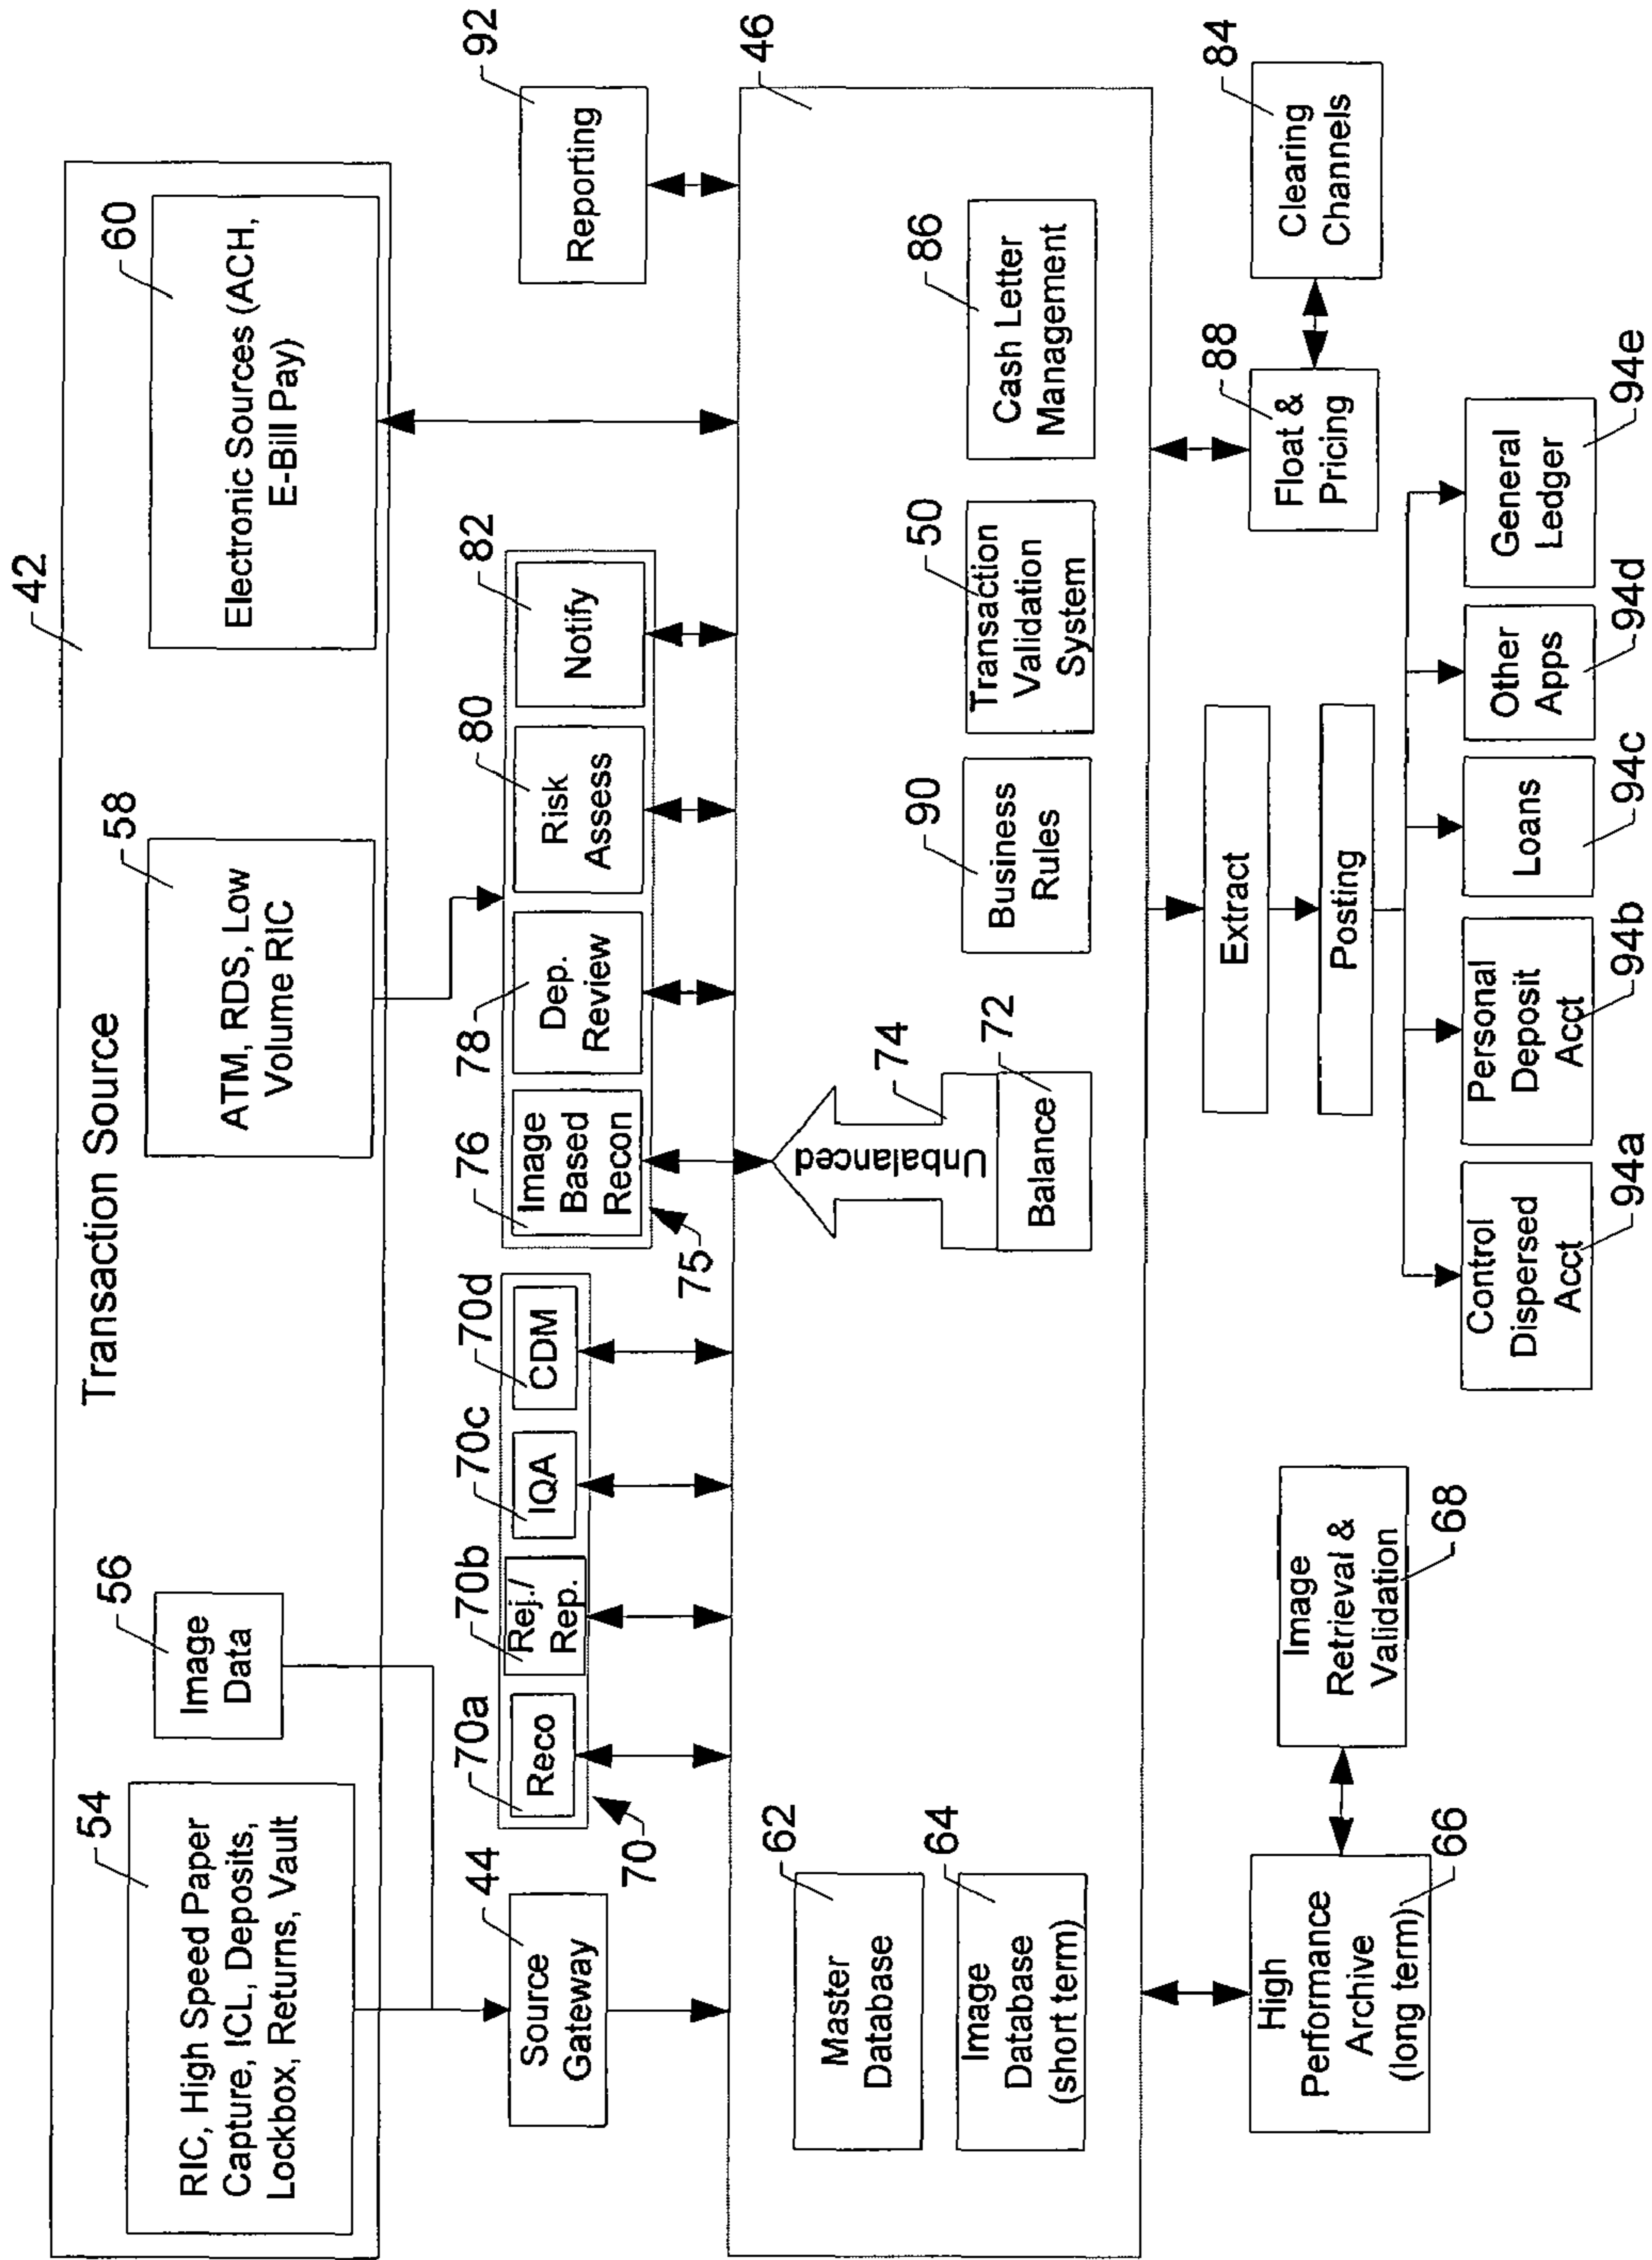 42
Transaction Source
54
RIC, High Speed Paper
Capture, ICL, Deposits,
Lockbox, Returns, Vault
56
Image
Data
58
ATM, RDS, Low
Volume RIC
60
Electronic Sources (ACH,
E-Bill Pay)
44
Source
Gateway
70
70a
Reco
70b
Rej./
Rep.
70c
IQA
70d
CDM
75
76
Image
Based
Recon
78
Dep.
Review
80
Risk
Assess
82
Notify
92
Reporting
46
62
Master
Database
64
Image
Database
(short term)
74
Unbalanced
72
Balance
90
Business
Rules
50
Transaction
Validation
System
86
Cash Letter
Management
66
High
Performance
Archive
(long term)
68
Image
Retrieval &
Validation
Extract
Posting
88
Float &
Pricing
84
Clearing
Channels
Control
Dispersed
Acct
94a
Personal
Deposit
Acct
94b
Loans
94c
Other
Apps
94d
General
Ledger
94e